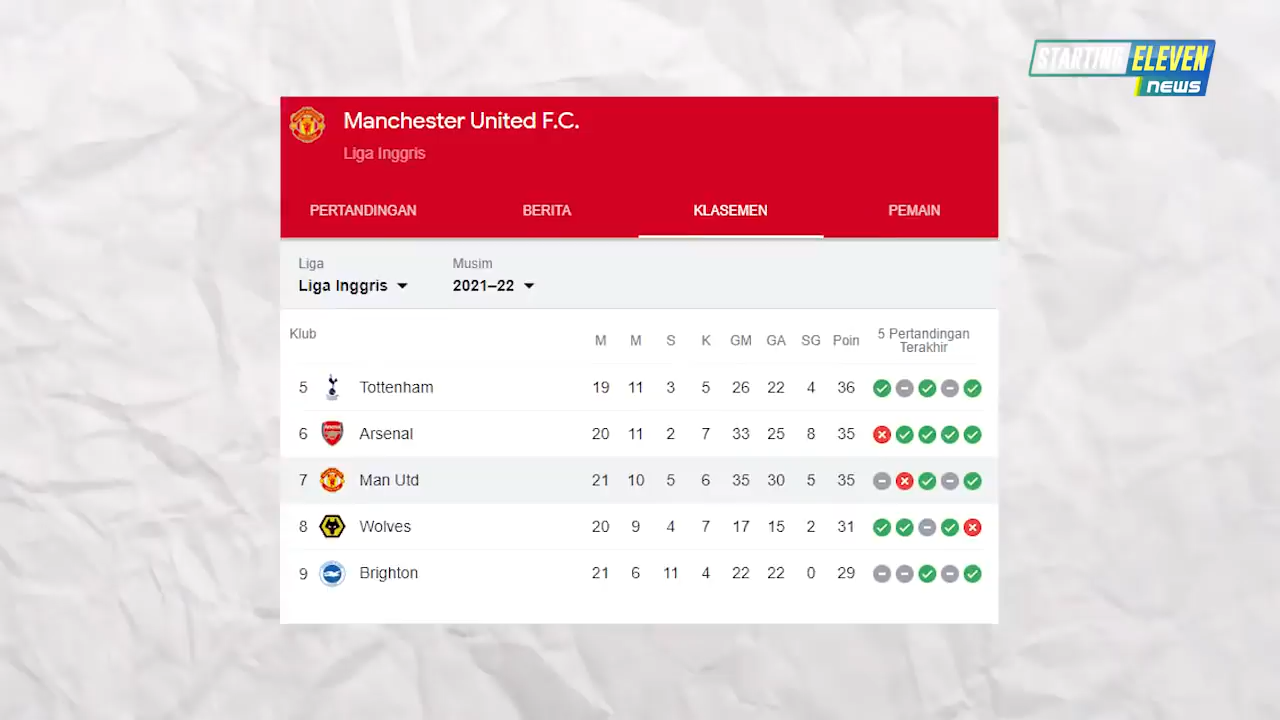 STARTING ELEVEN
news
Manchester United F.C.
Liga Inggris
PERTANDINGAN BERITA KLASEMEN PEMAIN
Liga Musim
Liga Inggris 2021–22
Klub M M S K GM GA SG Poin 5 Pertandingan Terakhir
5 Tottenham 19 11 3 5 26 22 4 36
6 Arsenal 20 11 2 7 33 25 8 35
7 Man Utd 21 10 5 6 35 30 5 35
8 Wolves 20 9 4 7 17 15 2 31
9 Brighton 21 6 11 4 22 22 0 29